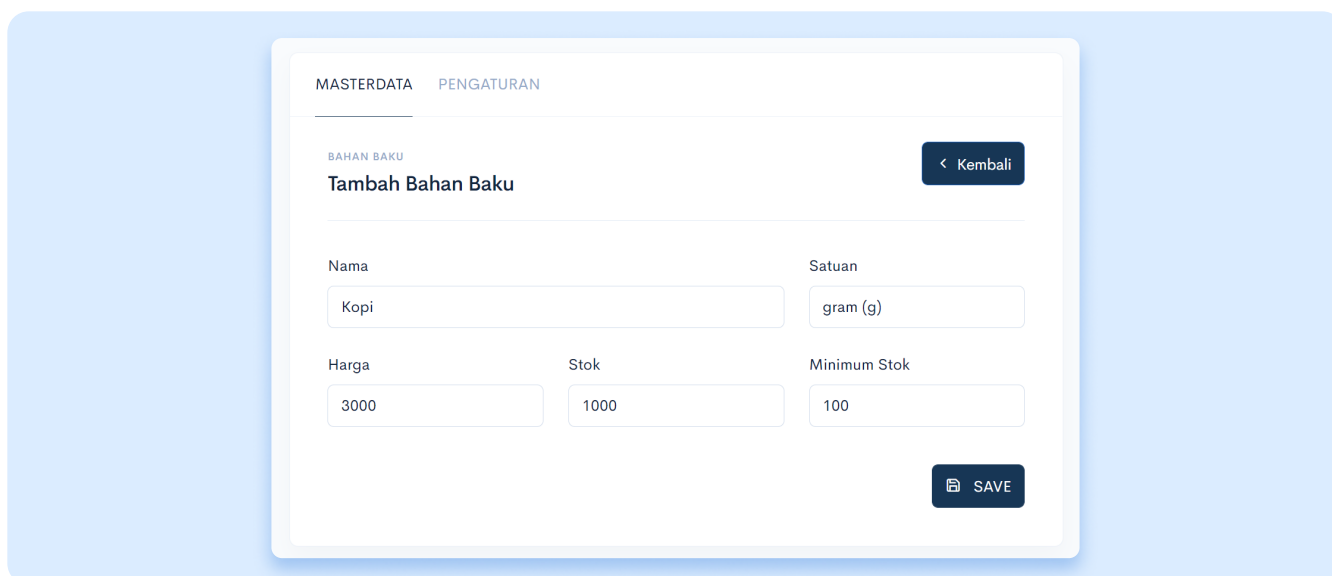 MASTERDATA PENGATURAN
BAHAN BAKU
Tambah Bahan Baku
Kembali
Nama Satuan
Kopi gram (g)
Harga Stok Minimum Stok
3000 1000 100
SAVE